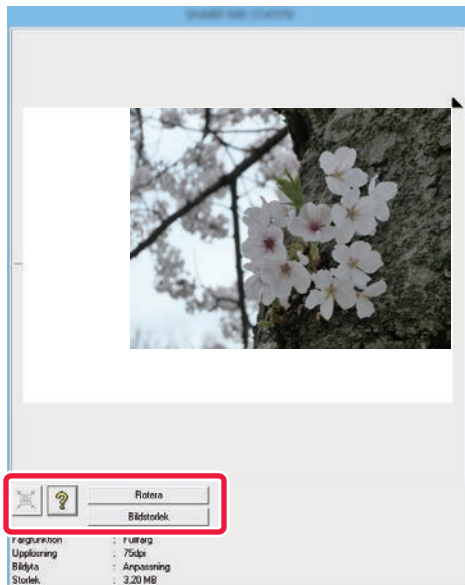 ?
Rotera
Bildstorlek
Färgfunktion : Fullfärg
Upplösning : 75dpi
Bildyta : Anpassning
Storlek : 3,20 MB